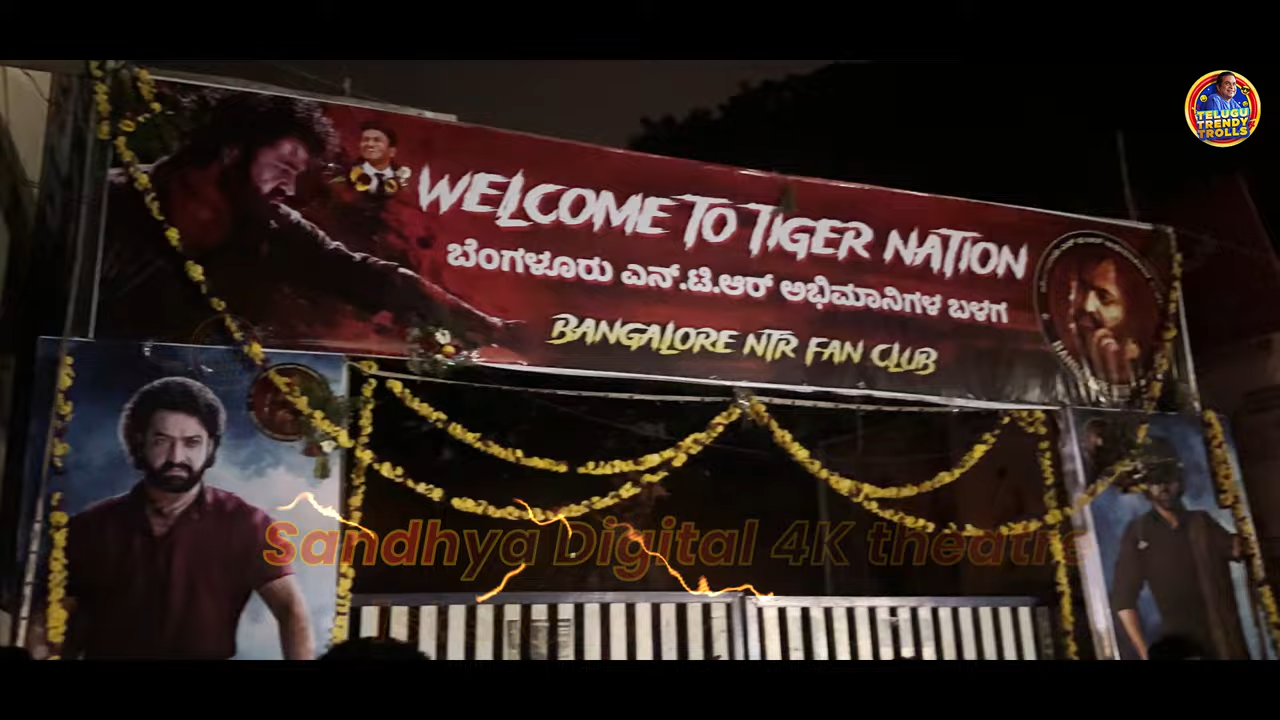 WELCOME TO TIGER NATION
ಬೆಂಗಳೂರು ಎನ್.ಟಿ.ಆರ್ ಅಭಿಮಾನಿಗಳ ಬಳಗ
BANGALORE NTR FAN CLUB
TELUGU
TRENDY
TROLLS
Sandhya Digital 4K theatre